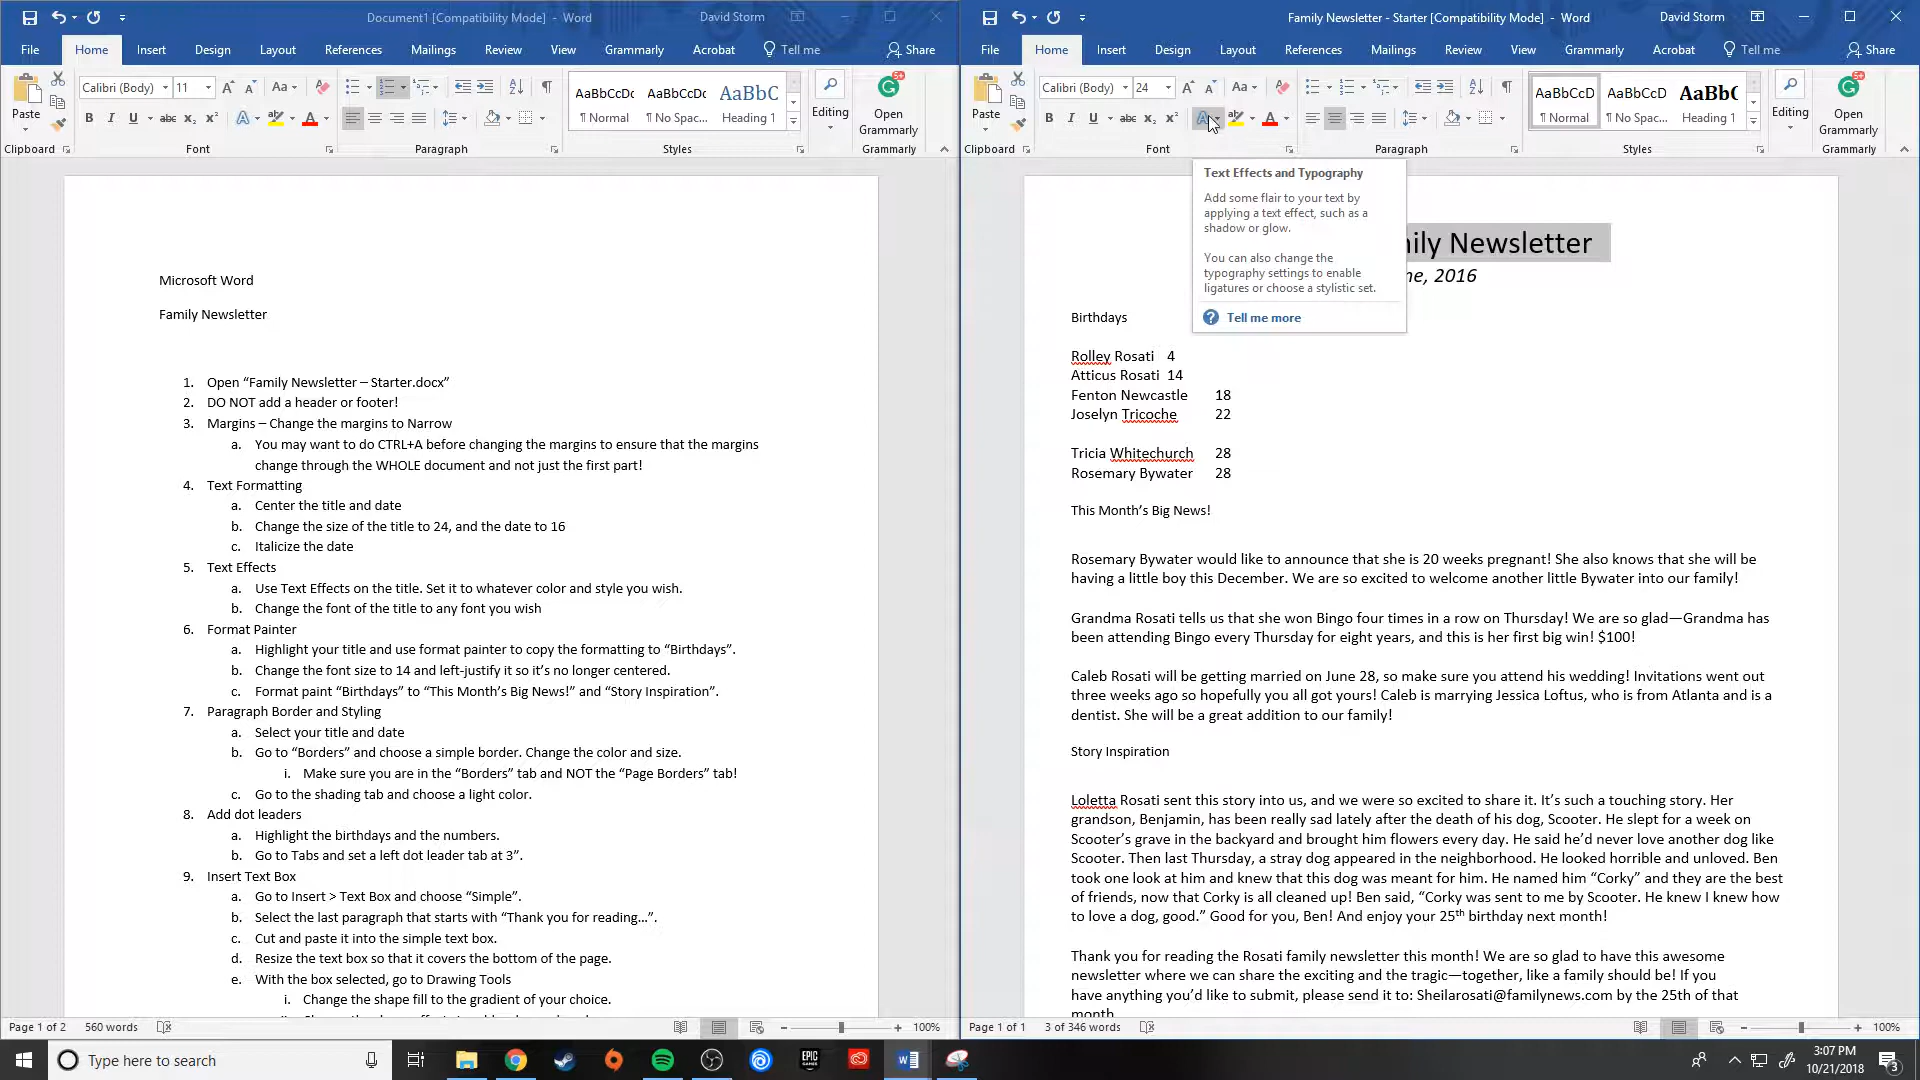 Document1 [Compatibility Mode] - Word
David Storm
File Home Insert Design Layout References Mailings Review View Grammarly Acrobat Tell me Share
Paste
Calibri (Body) 11
Aa
B I U abc X₂ X²
AaBbCcDc AaBbCcDc AaBbC
¶ Normal ¶ No Spac... Heading 1
Editing
Open
Grammarly
Clipboard Font Paragraph Styles Grammarly
Microsoft Word
Family Newsletter
1. Open “Family Newsletter – Starter.docx”
2. DO NOT add a header or footer!
3. Margins – Change the margins to Narrow
a. You may want to do CTRL+A before changing the margins to ensure that the margins
change through the WHOLE document and not just the first part!
4. Text Formatting
a. Center the title and date
b. Change the size of the title to 24, and the date to 16
c. Italicize the date
5. Text Effects
a. Use Text Effects on the title. Set it to whatever color and style you wish.
b. Change the font of the title to any font you wish
6. Format Painter
a. Highlight your title and use format painter to copy the formatting to “Birthdays”.
b. Change the font size to 14 and left-justify it so it’s no longer centered.
c. Format paint “Birthdays” to “This Month’s Big News!” and “Story Inspiration”.
7. Paragraph Border and Styling
a. Select your title and date
b. Go to “Borders” and choose a simple border. Change the color and size.
i. Make sure you are in the “Borders” tab and NOT the “Page Borders” tab!
c. Go to the shading tab and choose a light color.
8. Add dot leaders
a. Highlight the birthdays and the numbers.
b. Go to Tabs and set a left dot leader tab at 3”.
9. Insert Text Box
a. Go to Insert > Text Box and choose “Simple”.
b. Select the last paragraph that starts with “Thank you for reading…”.
c. Cut and paste it into the simple text box.
d. Resize the text box so that it covers the bottom of the page.
e. With the box selected, go to Drawing Tools
i. Change the shape fill to the gradient of your choice.
Page 1 of 2 560 words 100%
Family Newsletter - Starter [Compatibility Mode] - Word
David Storm
File Home Insert Design Layout References Mailings Review View Grammarly Acrobat Tell me Share
Paste
Calibri (Body) 24
Aa
B I U abc X₂ X²
AaBbCcD AaBbCcD AaBb(
¶ Normal ¶ No Spac... Heading 1
Editing
Open
Grammarly
Clipboard Font Paragraph Styles Grammarly
Text Effects and Typography
Add some flair to your text by
applying a text effect, such as a
shadow or glow.
You can also change the
typography settings to enable
ligatures or choose a stylistic set.
Tell me more
ily Newsletter
ne, 2016
Birthdays
Rolley Rosati 4
Atticus Rosati 14
Fenton Newcastle 18
Joselyn Tricoche 22
Tricia Whitechurch 28
Rosemary Bywater 28
This Month’s Big News!
Rosemary Bywater would like to announce that she is 20 weeks pregnant! She also knows that she will be
having a little boy this December. We are so excited to welcome another little Bywater into our family!
Grandma Rosati tells us that she won Bingo four times in a row on Thursday! We are so glad—Grandma has
been attending Bingo every Thursday for eight years, and this is her first big win! $100!
Caleb Rosati will be getting married on June 28, so make sure you attend his wedding! Invitations went out
three weeks ago so hopefully you all got yours! Caleb is marrying Jessica Loftus, who is from Atlanta and is a
dentist. She will be a great addition to our family!
Story Inspiration
Loletta Rosati sent this story into us, and we were so excited to share it. It’s such a touching story. Her
grandson, Benjamin, has been really sad lately after the death of his dog, Scooter. He slept for a week on
Scooter’s grave in the backyard and brought him flowers every day. He said he’d never love another dog like
Scooter. Then last Thursday, a stray dog appeared in the neighborhood. He looked horrible and unloved. Ben
took one look at him and knew that this dog was meant for him. He named him “Corky” and they are the best
of friends, now that Corky is all cleaned up! Ben said, “Corky was sent to me by Scooter. He knew I knew how
to love a dog, good.” Good for you, Ben! And enjoy your 25th birthday next month!
Thank you for reading the Rosati family newsletter this month! We are so glad to have this awesome
newsletter where we can share the exciting and the tragic—together, like a family should be! If you
have anything you’d like to submit, please send it to: Sheilarosati@familynews.com by the 25th of that
month
Page 1 of 1 3 of 346 words 100%
Type here to search
EPIC
GAMES
3:07 PM
10/21/2018
3